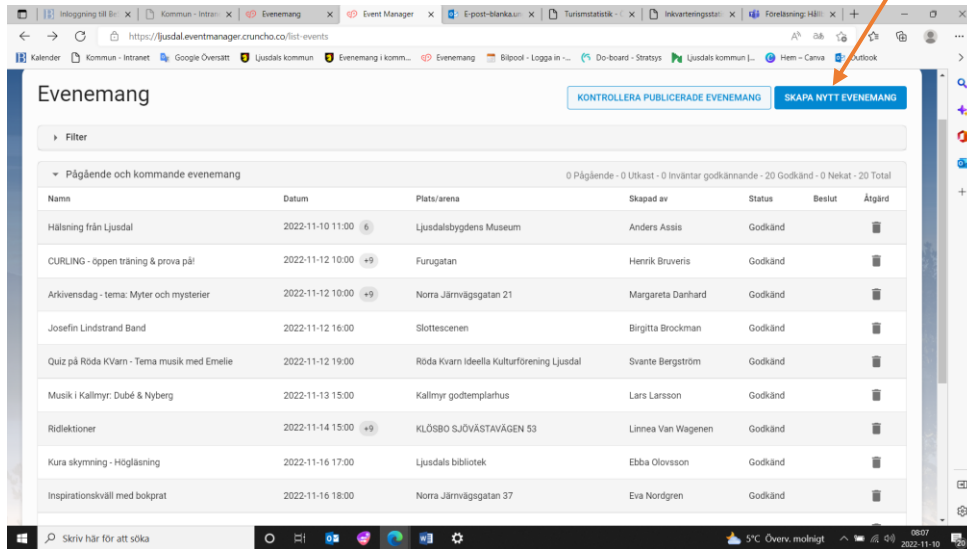 Inloggning till Be
Kommun - Intran
Evenemang
Event Manager
E-post–blanka.un
Turismstatistik -
Inkvarteringsstati
Föreläsning: Håll
https://ljusdal.eventmanager.cruncho.co/list-events
Kalender
Kommun - Intranet
Google Översätt
Ljusdals kommun
Evenemang i komm...
Evenemang
Bilpool - Logga in -...
Do-board - Stratsys
Ljusdals kommun |...
Hem – Canva
Outlook
Evenemang
KONTROLLERA PUBLICERADE EVENEMANG
SKAPA NYTT EVENEMANG
Filter
Pågående och kommande evenemang
0 Pågående - 0 Utkast - 0 Inväntar godkännande - 20 Godkänd - 0 Nekat - 20 Total
Namn Datum Plats/arena Skapad av Status Beslut Åtgärd
Hälsning från Ljusdal 2022-11-10 11:00 6 Ljusdalsbygdens Museum Anders Assis Godkänd
CURLING - öppen träning & prova på! 2022-11-12 10:00 +9 Furugatan Henrik Bruveris Godkänd
Arkivensdag - tema: Myter och mysterier 2022-11-12 10:00 +9 Norra Järnvägsgatan 21 Margareta Danhard Godkänd
Josefin Lindstrand Band 2022-11-12 16:00 Slottescenen Birgitta Brockman Godkänd
Quiz på Röda KVarn - Tema musik med Emelie 2022-11-12 19:00 Röda Kvarn Ideella Kulturförening Ljusdal Svante Bergström Godkänd
Musik i Kallmyr: Dubé & Nyberg 2022-11-13 15:00 Kallmyr godtemplarhus Lars Larsson Godkänd
Ridlektioner 2022-11-14 15:00 +9 KLÖSBO SJÖVÄSTAVÄGEN 53 Linnea Van Wagenen Godkänd
Kura skymning - Högläsning 2022-11-16 17:00 Ljusdals bibliotek Ebba Olovsson Godkänd
Inspirationskväll med bokprat 2022-11-16 18:00 Norra Järnvägsgatan 37 Eva Nordgren Godkänd
Skriv här för att söka
5°C Överv. molnigt
08:07
2022-11-10
20